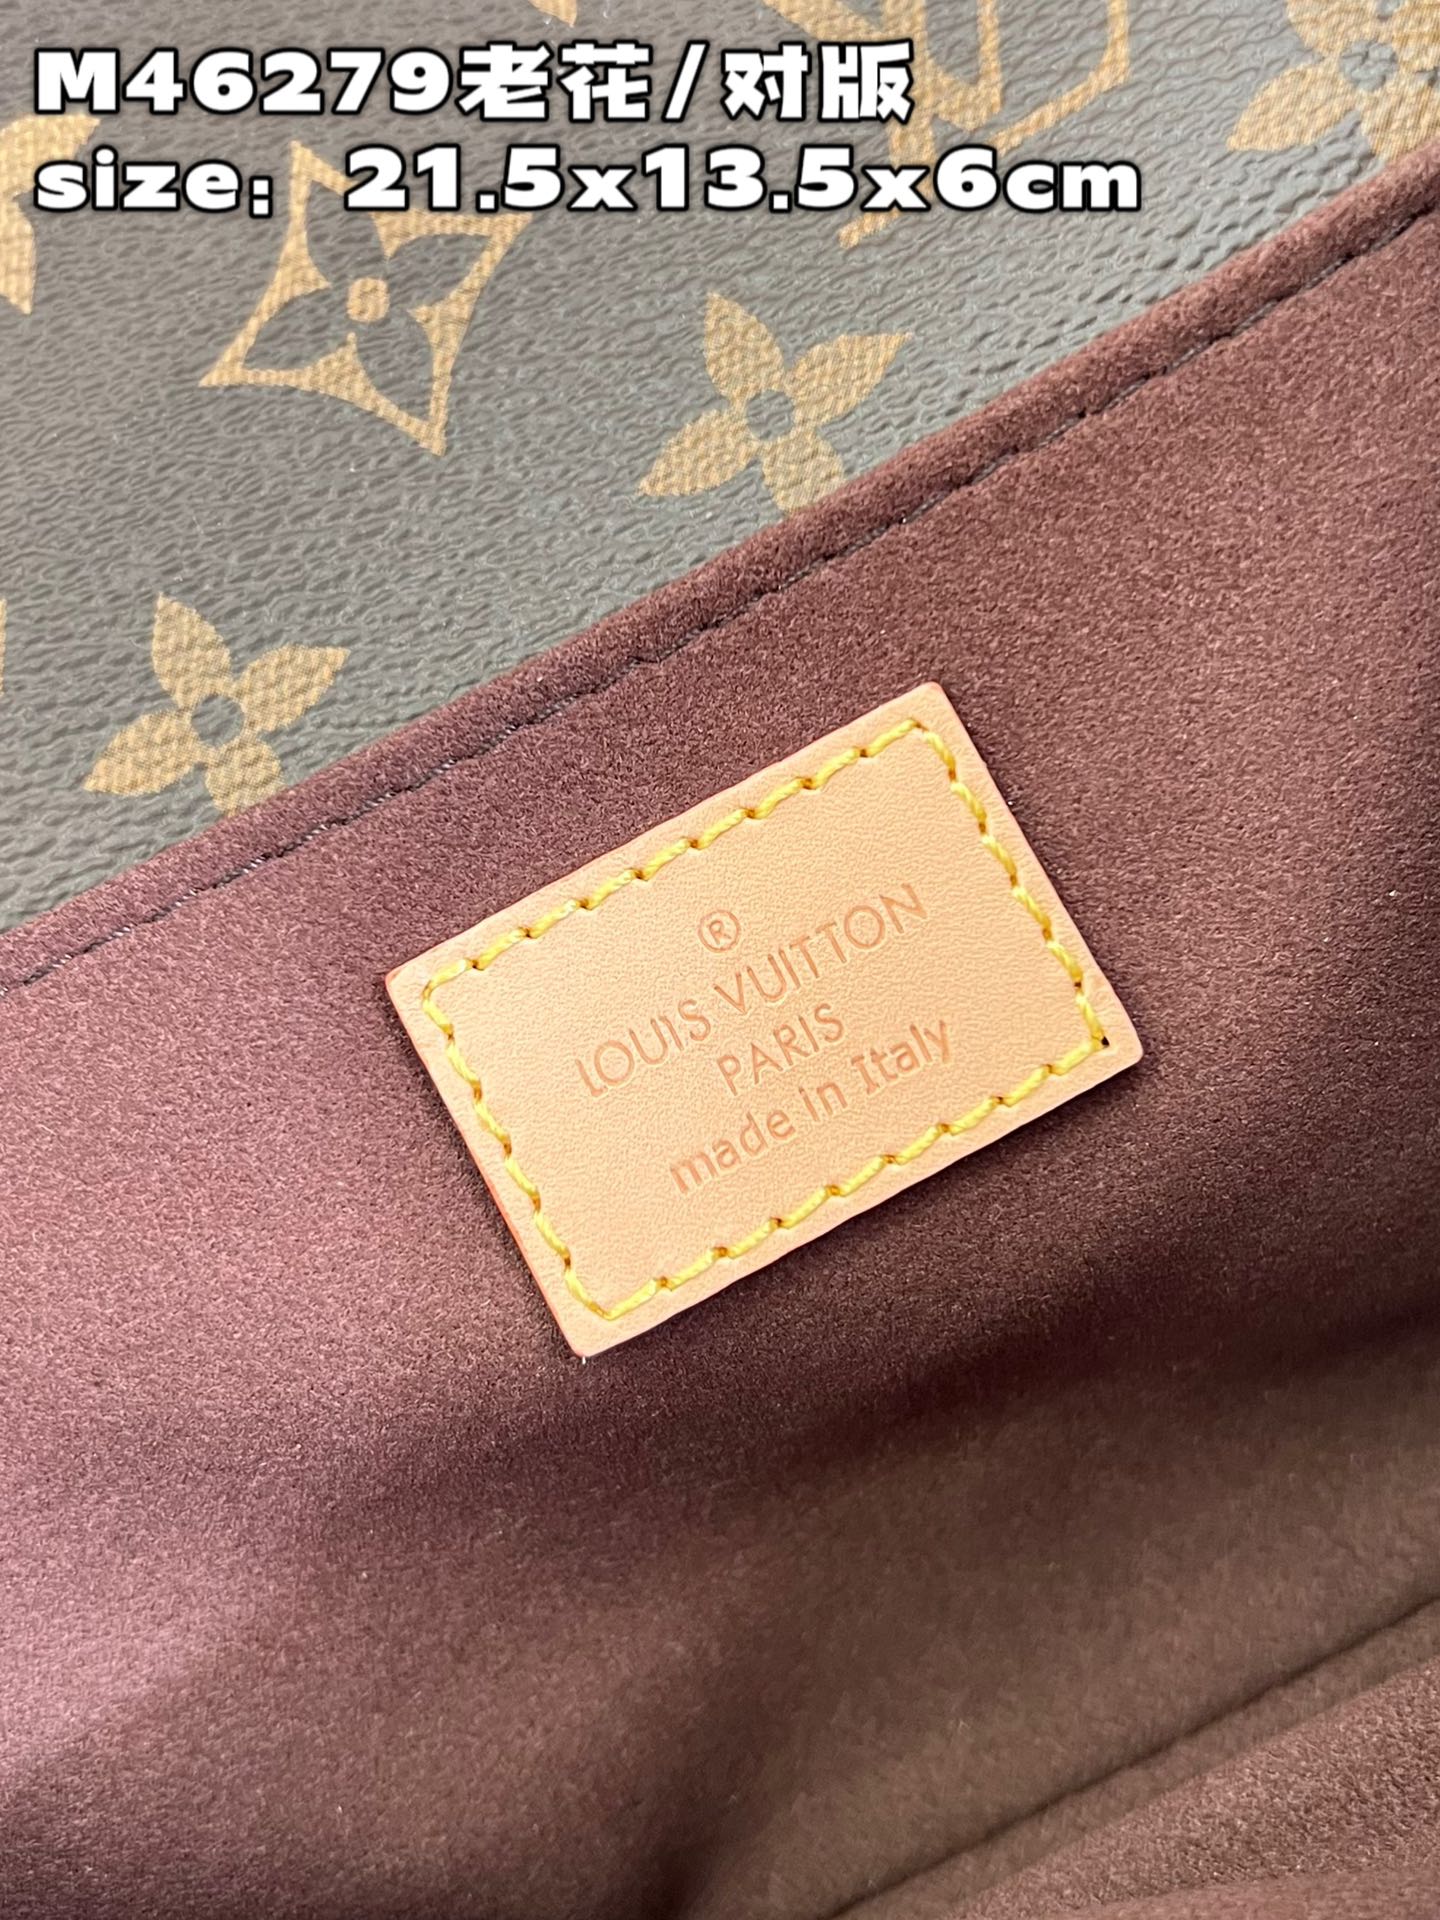 M46279老花/对版
size：21.5x13.5x6cm
®
LOUIS VUITTON
PARIS
made in Italy